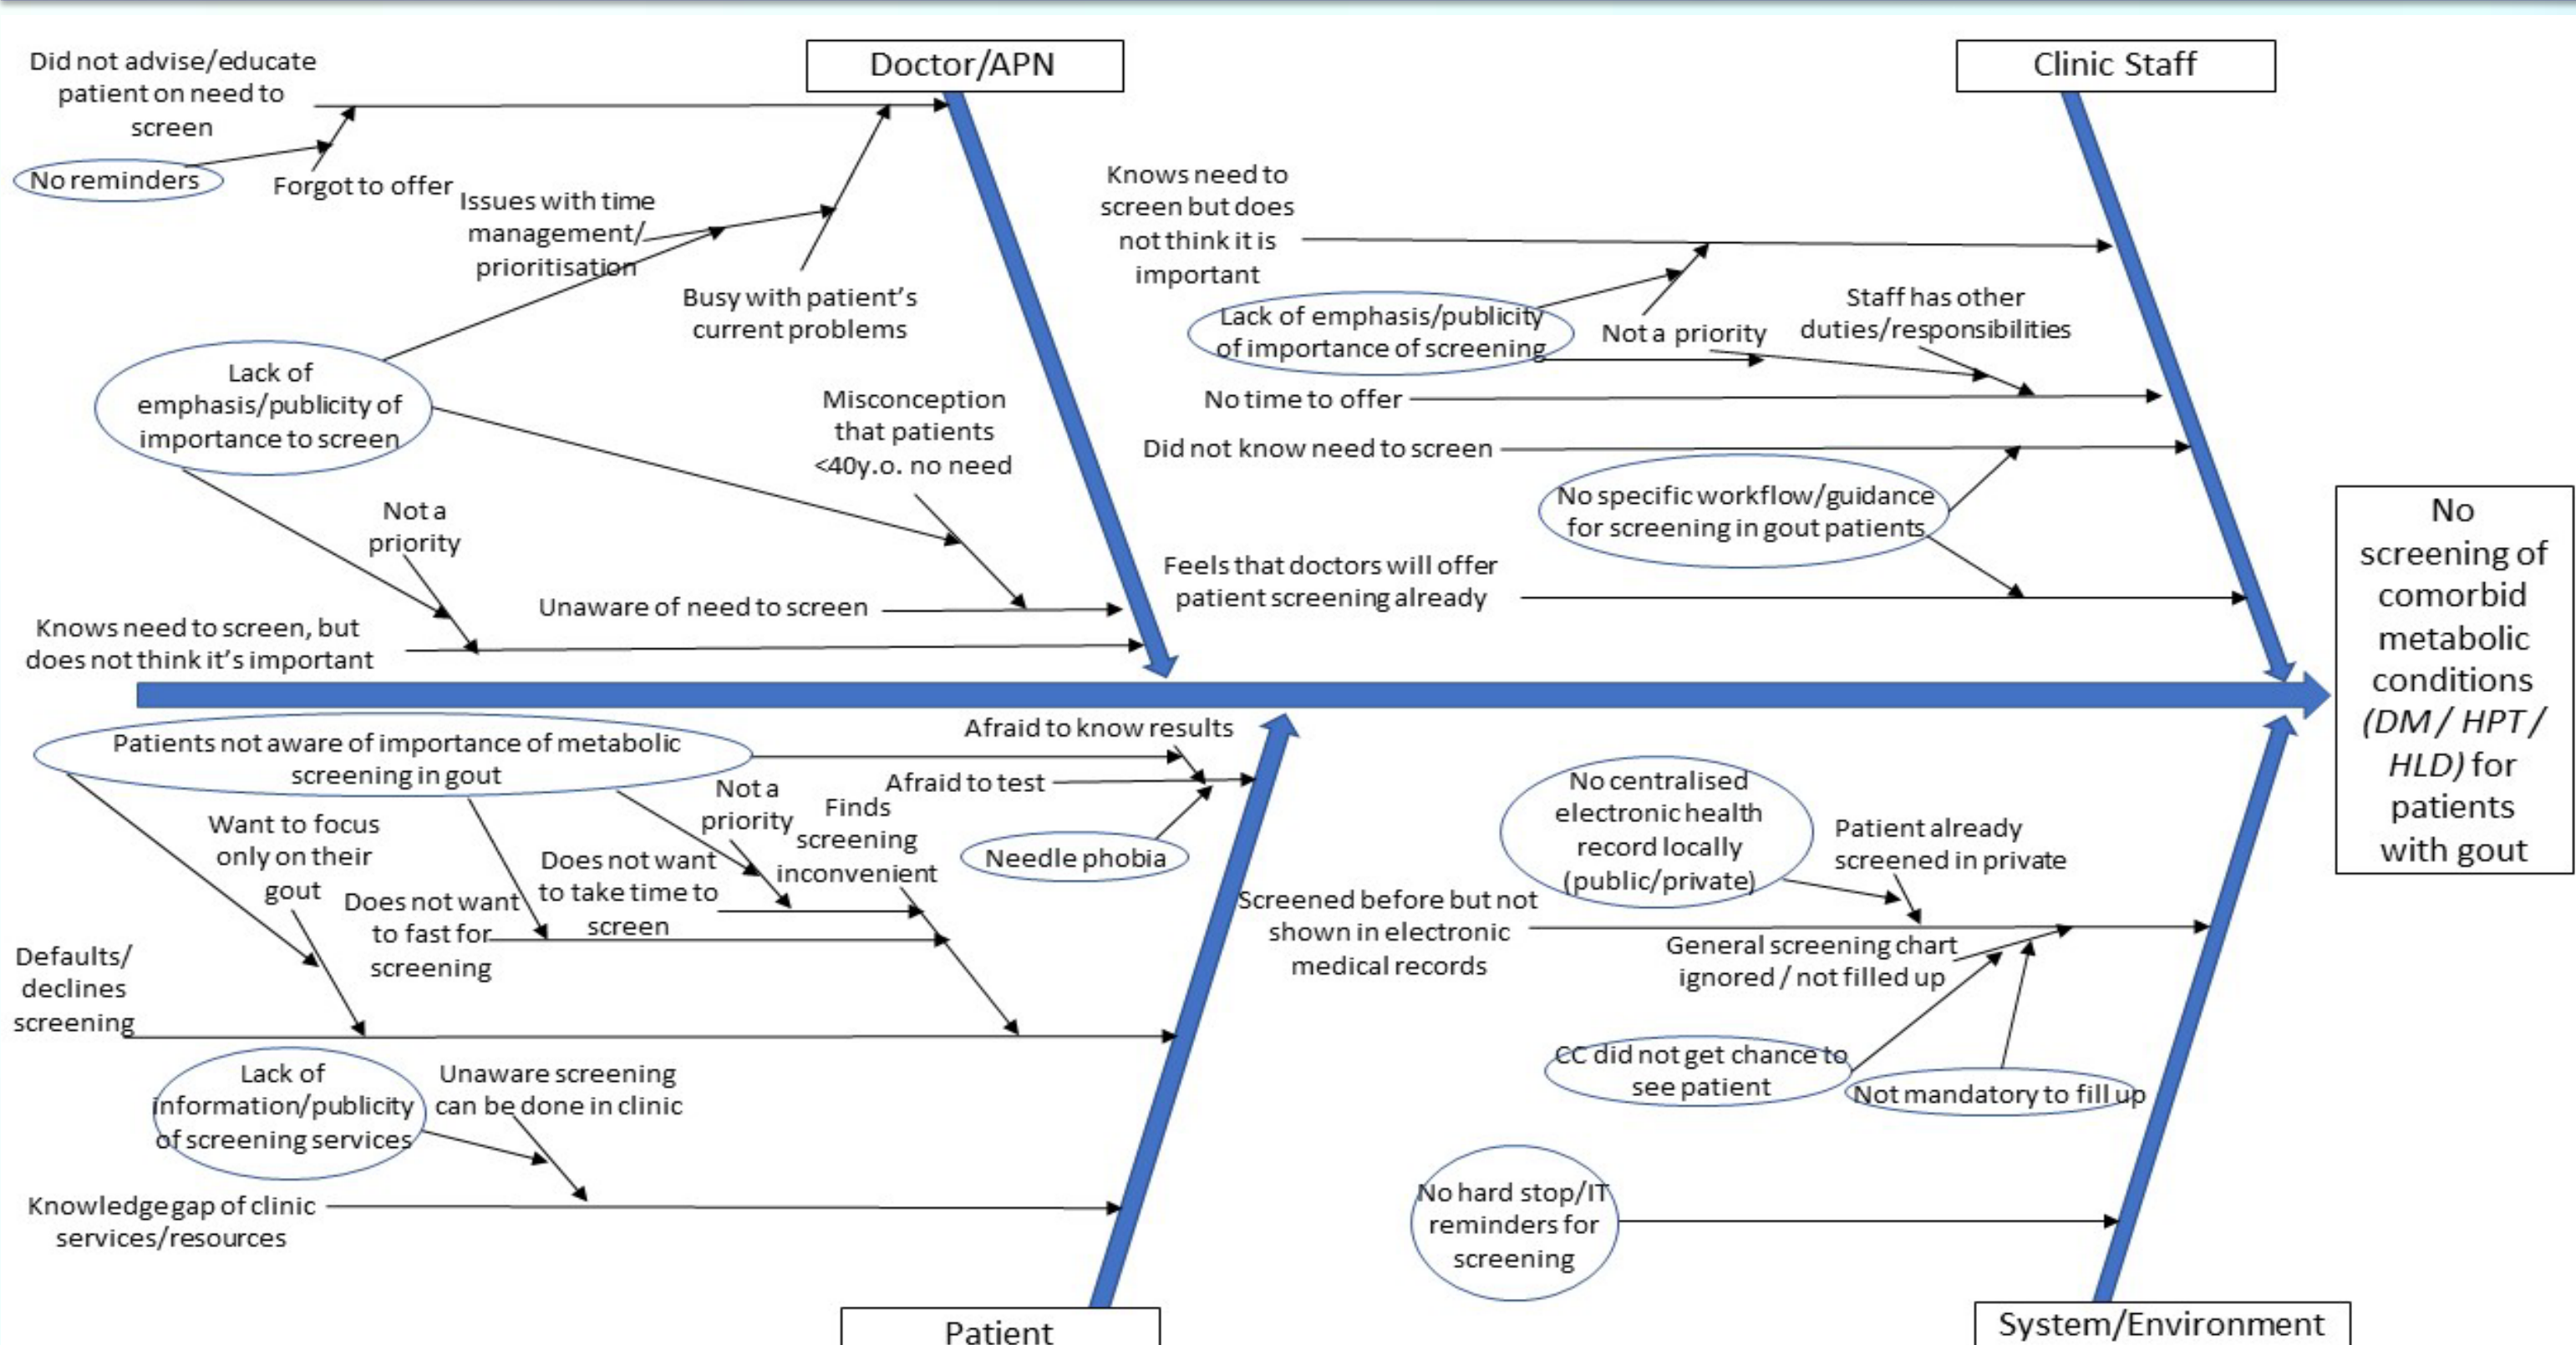 Doctor/APN
Clinic Staff
Did not advise/educate
patient on need to
screen
No reminders
Forgot to offer
Issues with time
management/
prioritisation
Busy with patient's
current problems
Lack of
emphasis/publicity of
importance to screen
Misconception
that patients
<40y.o. no need
Not a
priority
Unaware of need to screen
Knows need to screen, but
does not think it's important
Knows need to
screen but does
not think it is
important
Lack of emphasis/publicity
of importance of screening
Not a priority
Staff has other
duties/responsibilities
No time to offer
Did not know need to screen
No specific workflow/guidance
for screening in gout patients
Feels that doctors will offer
patient screening already
No
screening of
comorbid
metabolic
conditions
(DM / HPT /
HLD) for
patients
with gout
Patients not aware of importance of metabolic
screening in gout
Afraid to know results
Afraid to test
Needle phobia
Not a
priority
Finds
screening
inconvenient
Want to focus
only on their
gout
Does not want
to take time to
screen
Does not want
to fast for
screening
Defaults/
declines
screening
Lack of
information/publicity
of screening services
Unaware screening
can be done in clinic
Knowledge gap of clinic
services/resources
No centralised
electronic health
record locally
(public/private)
Patient already
screened in private
Screened before but not
shown in electronic
medical records
General screening chart
ignored / not filled up
CC did not get chance to
see patient
Not mandatory to fill up
No hard stop/IT
reminders for
screening
Patient
System/Environment